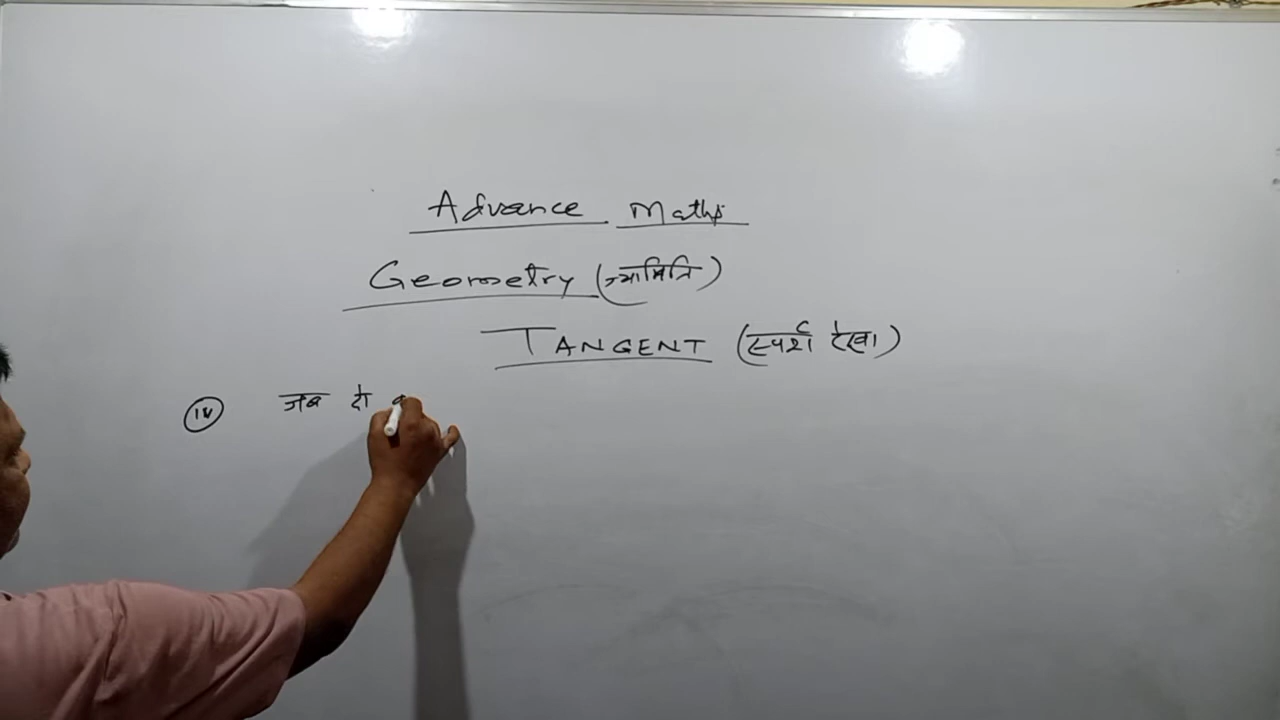 Advance Maths
Geometry (ज्यामिति)
TANGENT (स्पर्श रेखा)
(iv) जब दो